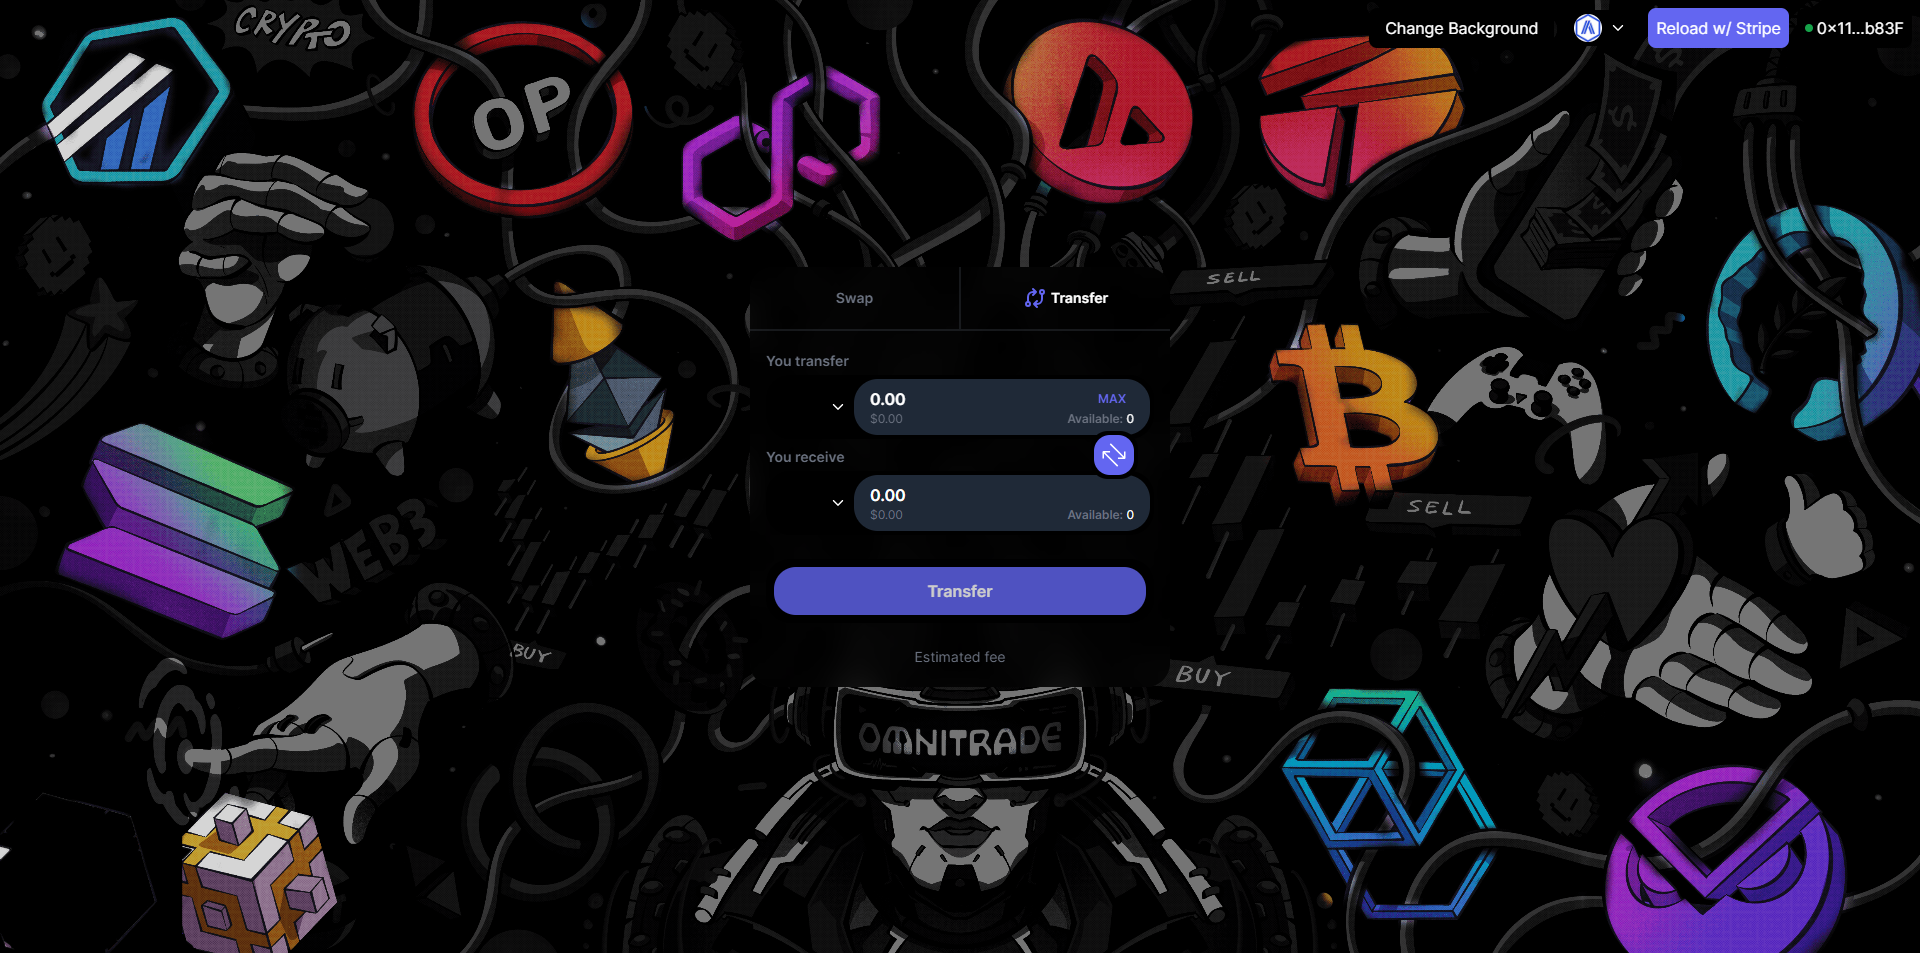 CRYPTO
Change Background
Reload w/ Stripe
0×11...b83F
OP
SELL
Swap
Transfer
You transfer
0.00
MAX
$0.00
Available: 0
You receive
0.00
$0.00
Available: 0
SELL
WEB3
Transfer
BUY
Estimated fee
BUY
OMNITRADE